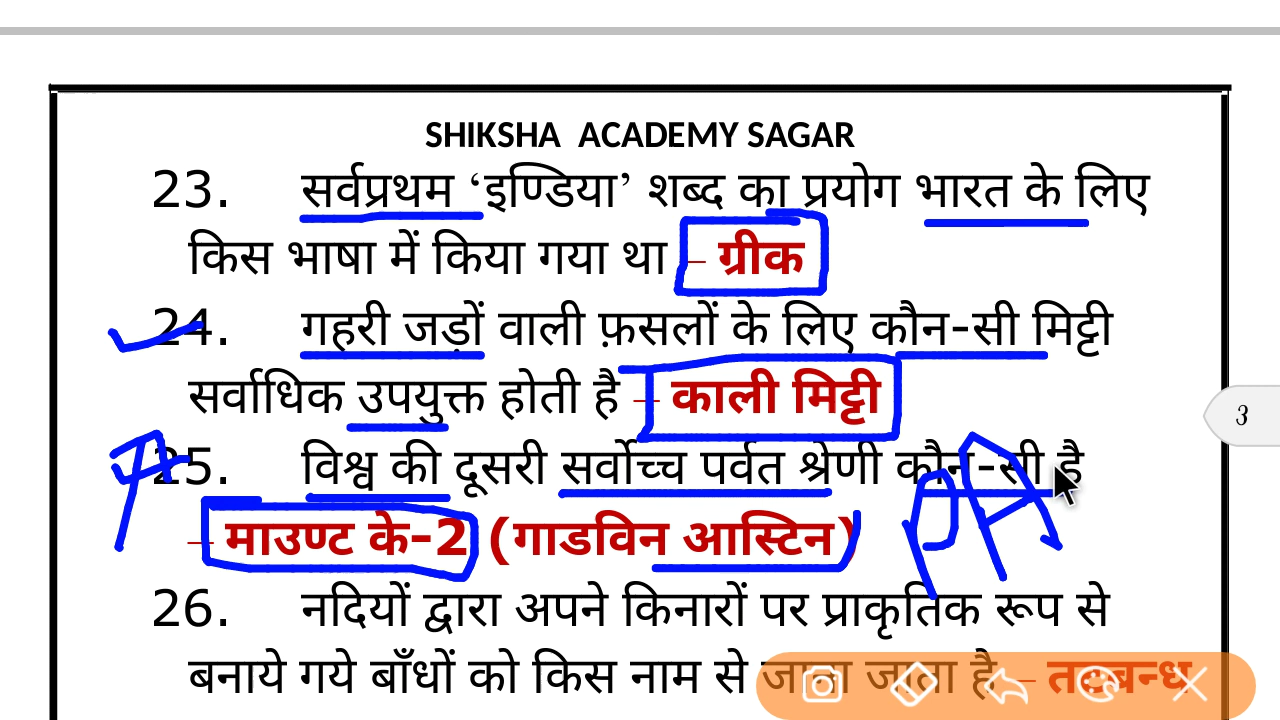 SHIKSHA ACADEMY SAGAR
23. सर्वप्रथम ‘इण्डिया’ शब्द का प्रयोग भारत के लिए
किस भाषा में किया गया था – ग्रीक
24. गहरी जड़ों वाली फ़सलों के लिए कौन-सी मिट्टी
सर्वाधिक उपयुक्त होती है – काली मिट्टी
25. विश्व की दूसरी सर्वोच्च पर्वत श्रेणी कौन-सी है
– माउण्ट के-2 (गाडविन आस्टिन)
26. नदियों द्वारा अपने किनारों पर प्राकृतिक रूप से
बनाये गये बाँधों को किस नाम से जाना जाता है – तटबन्ध
3